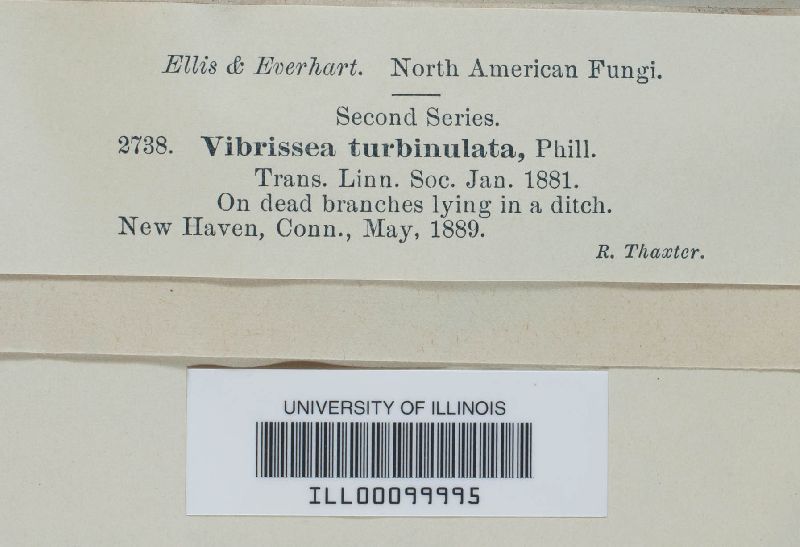 Ellis & Everhart. North American Fungi.
Second Series.
2738. Vibrissea turbinulata, Phill.
Trans. Linn. Soc. Jan. 1881.
On dead branches lying in a ditch.
New Haven, Conn., May, 1889.
R. Thaxter.
UNIVERSITY OF ILLINOIS
ILL00099995